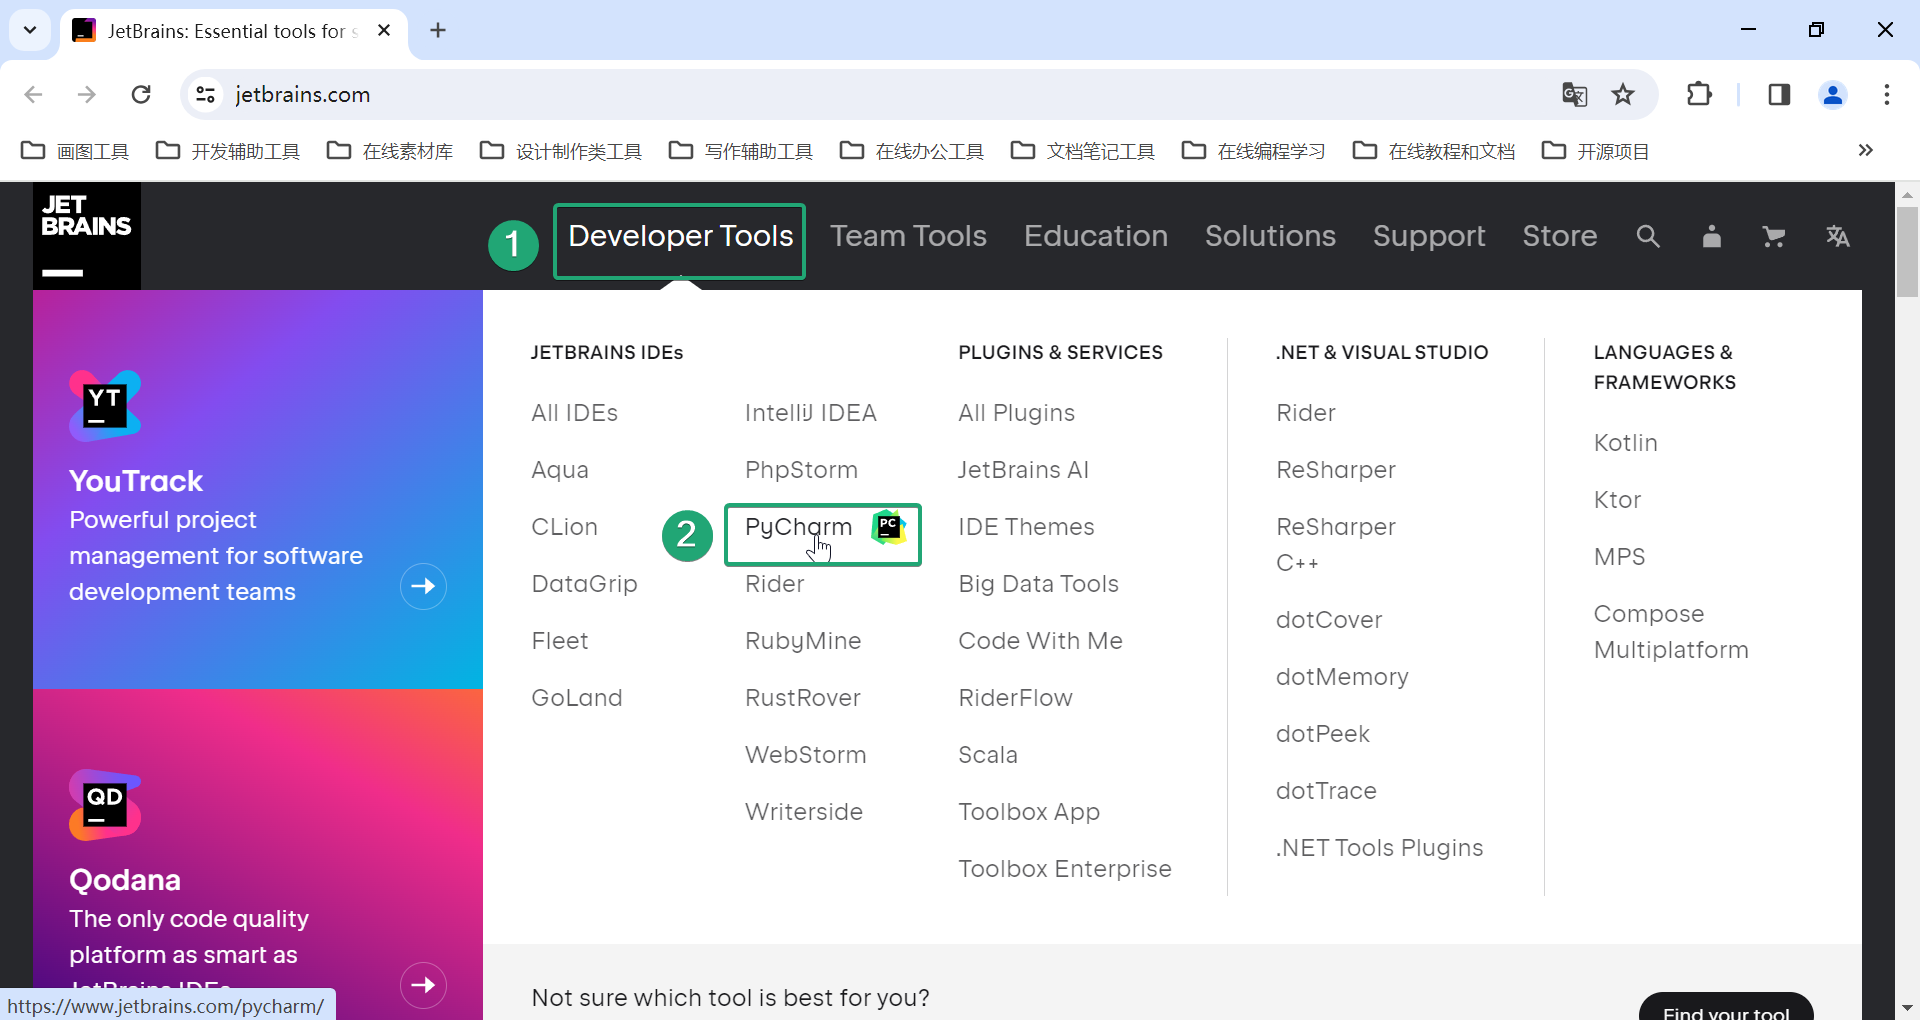 JetBrains: Essential tools for s
jetbrains.com
画图工具
开发辅助工具
在线素材库
设计制作类工具
写作辅助工具
在线办公工具
文档笔记工具
在线编程学习
在线教程和文档
开源项目
JET
BRAINS
1
Developer Tools
Team Tools
Education
Solutions
Support
Store
YT
YouTrack
Powerful project
management for software
development teams
QD
Qodana
The only code quality
platform as smart as
JetBrains IDEs
JETBRAINS IDEs
All IDEs
Aqua
CLion
DataGrip
Fleet
GoLand
IntelliJ IDEA
PhpStorm
2
PyCharm
PC
Rider
RubyMine
RustRover
WebStorm
Writerside
PLUGINS & SERVICES
All Plugins
JetBrains AI
IDE Themes
Big Data Tools
Code With Me
RiderFlow
Scala
Toolbox App
Toolbox Enterprise
.NET & VISUAL STUDIO
Rider
ReSharper
ReSharper
C++
dotCover
dotMemory
dotPeek
dotTrace
.NET Tools Plugins
LANGUAGES &
FRAMEWORKS
Kotlin
Ktor
MPS
Compose
Multiplatform
Not sure which tool is best for you?
Find your tool
https://www.jetbrains.com/pycharm/